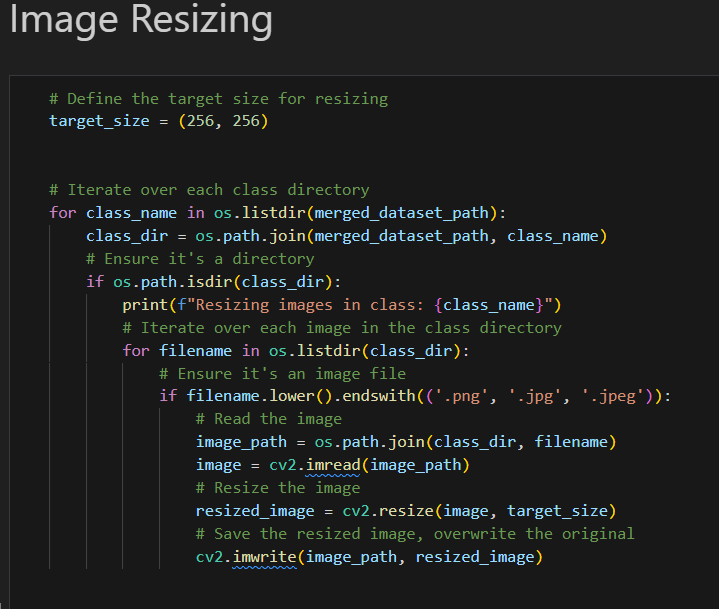 Image Resizing
# Define the target size for resizing
target_size = (256, 256)
# Iterate over each class directory
for class_name in os.listdir(merged_dataset_path):
    class_dir = os.path.join(merged_dataset_path, class_name)
    # Ensure it's a directory
    if os.path.isdir(class_dir):
        print(f"Resizing images in class: {class_name}")
        # Iterate over each image in the class directory
        for filename in os.listdir(class_dir):
            # Ensure it's an image file
            if filename.lower().endswith(('.png', '.jpg', '.jpeg')):
                # Read the image
                image_path = os.path.join(class_dir, filename)
                image = cv2.imread(image_path)
                # Resize the image
                resized_image = cv2.resize(image, target_size)
                # Save the resized image, overwrite the original
                cv2.imwrite(image_path, resized_image)